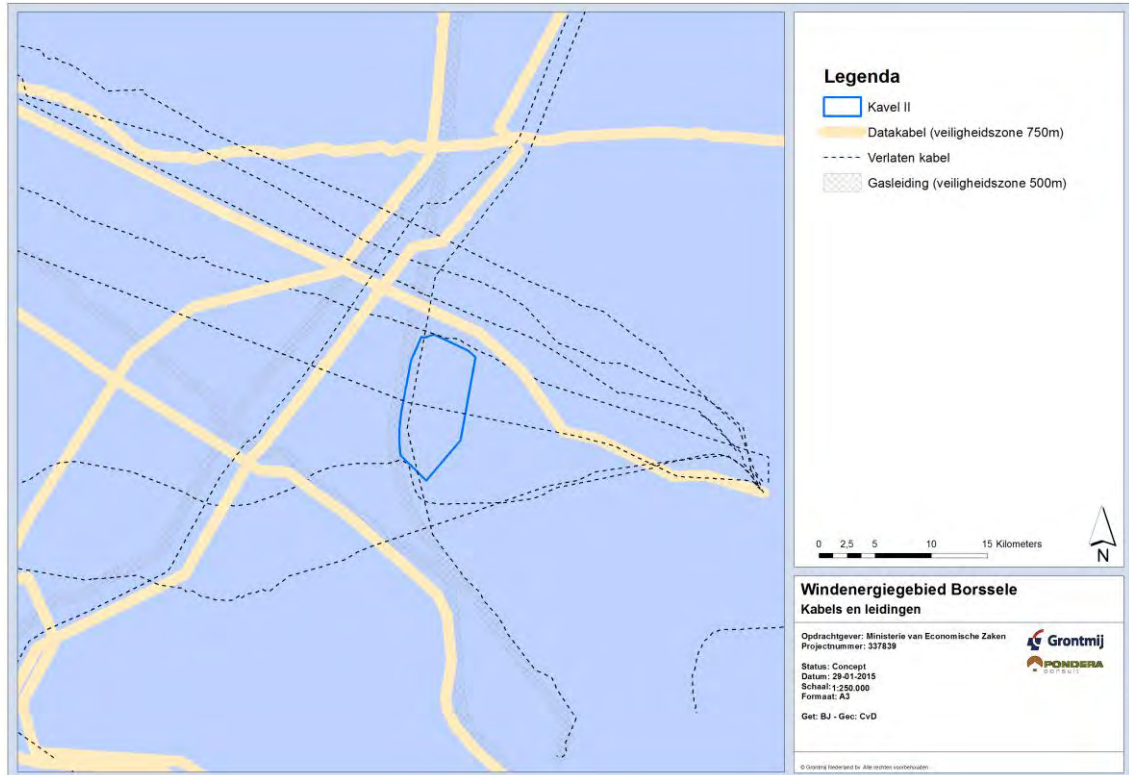 Legenda
Kavel II
Datakabel (veiligheidszone 750m)
Verlaten kabel
Gasleiding (veiligheidszone 500m)
0 2,5 5 10 15 Kilometers
N
Windenergiegebied Borssele
Kabels en leidingen
Opdrachtgever: Ministerie van Economische Zaken
Projectnummer: 337839
Grontmij
PONDERA
consult
Status: Concept
Datum: 29-01-2015
Schaal:1:250.000
Formaat: A3
Get: BJ - Gec: CvD
© Grontmij Nederland bv. Alle rechten voorbehouden